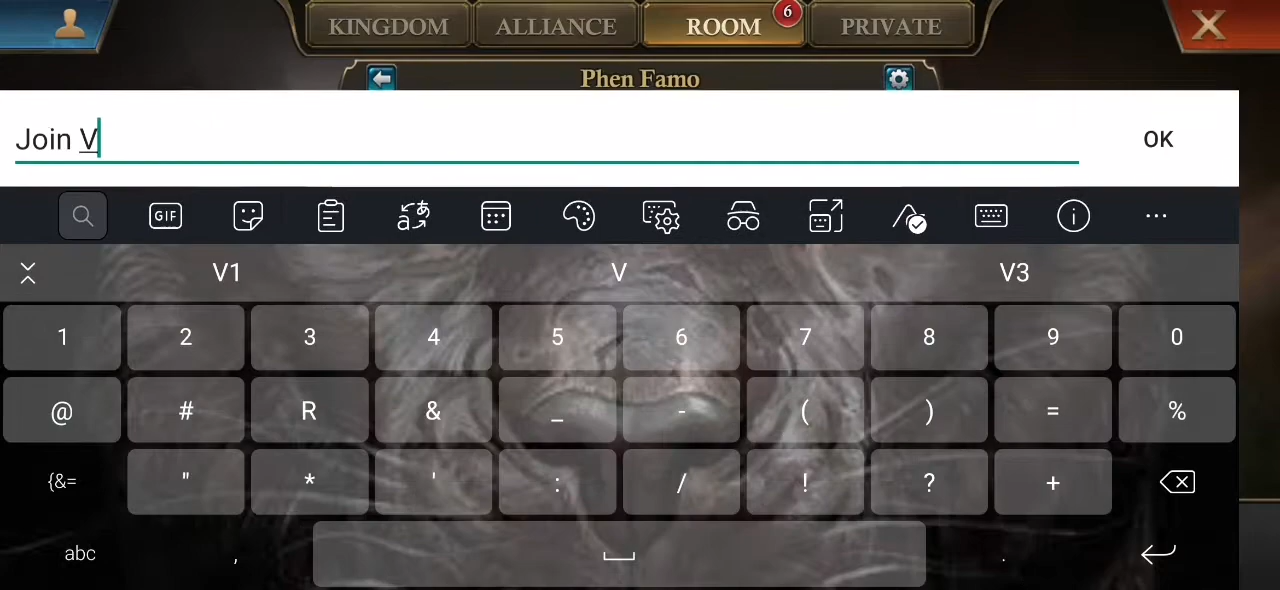 KINGDOM ALLIANCE ROOM 6 PRIVATE
Phen Famo
Join V OK
GIF
V1 V V3
1 2 3 4 5 6 7 8 9 0
@ # R & _ - ( ) = %
{&= " * ' : / ! ? +
abc , .